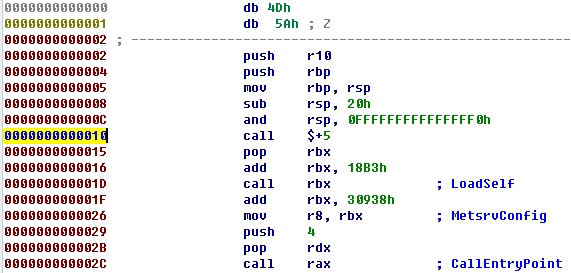 0000000000000 db 4Dh
0000000000001 db 5Ah ; Z
0000000000002 ; ---------------------------------------------------------------
0000000000002 push r10
0000000000004 push rbp
0000000000005 mov rbp, rsp
0000000000008 sub rsp, 20h
000000000000C and rsp, 0FFFFFFFFFFFFFFF0h
0000000000010 call $+5
0000000000015 pop rbx
0000000000016 add rbx, 18B3h
000000000001D call rbx ; LoadSelf
000000000001F add rbx, 30938h
0000000000026 mov r8, rbx ; MetsrvConfig
0000000000029 push 4
000000000002B pop rdx
000000000002C call rax ; CallEntryPoint